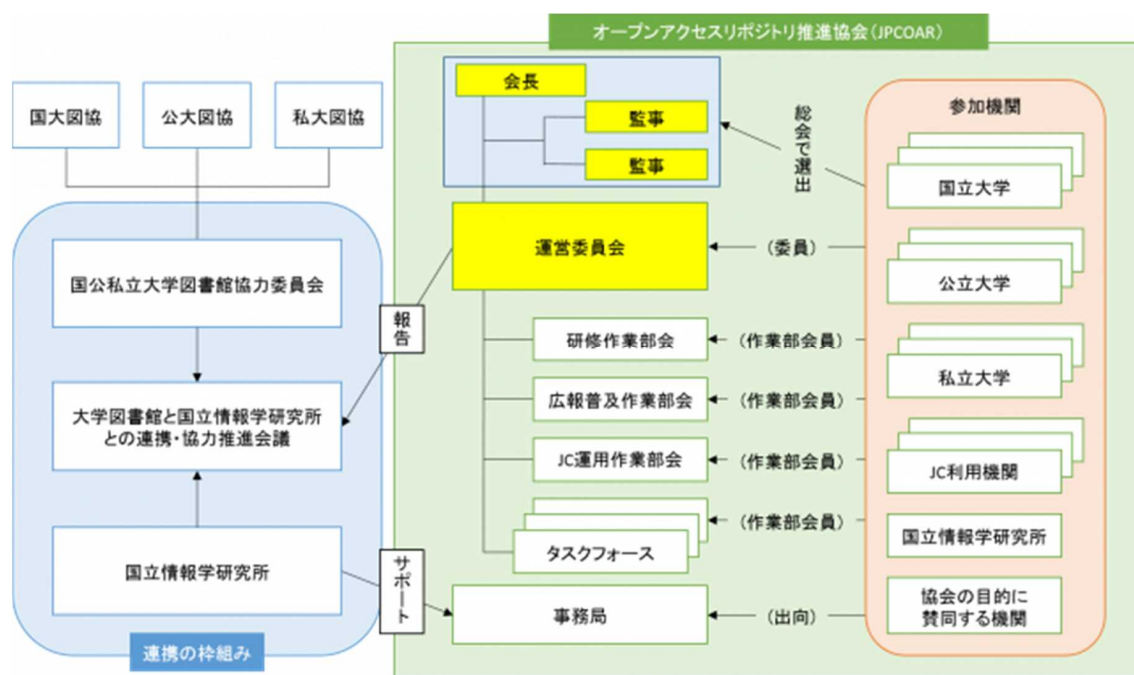 オープンアクセスリポジトリ推進協会(JPCOAR)
国大図協
公大図協
私大図協
国公私立大学図書館協力委員会
大学図書館と国立情報学研究所
との連携・協力推進会議
国立情報学研究所
連携の枠組み
報告
サポート
会長
監事
監事
運営委員会
研修作業部会
広報普及作業部会
JC運用作業部会
タスクフォース
事務局
総会で選出
(委員)
(作業部会員)
(作業部会員)
(作業部会員)
(作業部会員)
(出向)
参加機関
国立大学
公立大学
私立大学
JC利用機関
国立情報学研究所
協会の目的に
賛同する機関